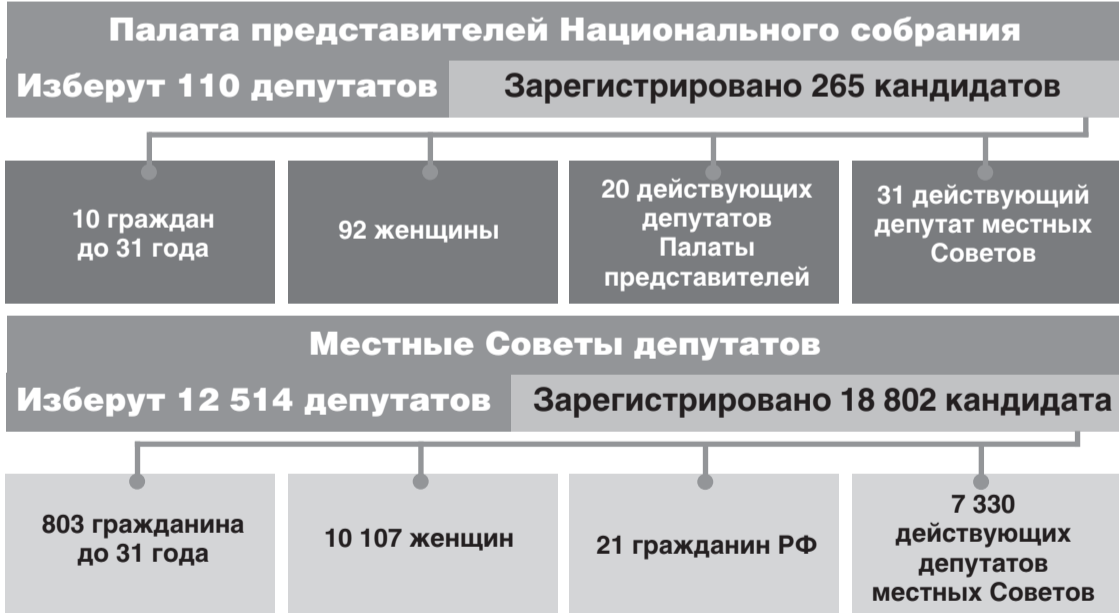 Палата представителей Национального собрания
Изберут 110 депутатов
Зарегистрировано 265 кандидатов
10 граждан
до 31 года
92 женщины
20 действующих
депутатов
Палаты
представителей
31 действующий
депутат местных
Советов
Местные Советы депутатов
Изберут 12 514 депутатов
Зарегистрировано 18 802 кандидата
803 гражданина
до 31 года
10 107 женщин
21 гражданин РФ
7 330
действующих
депутатов
местных Советов